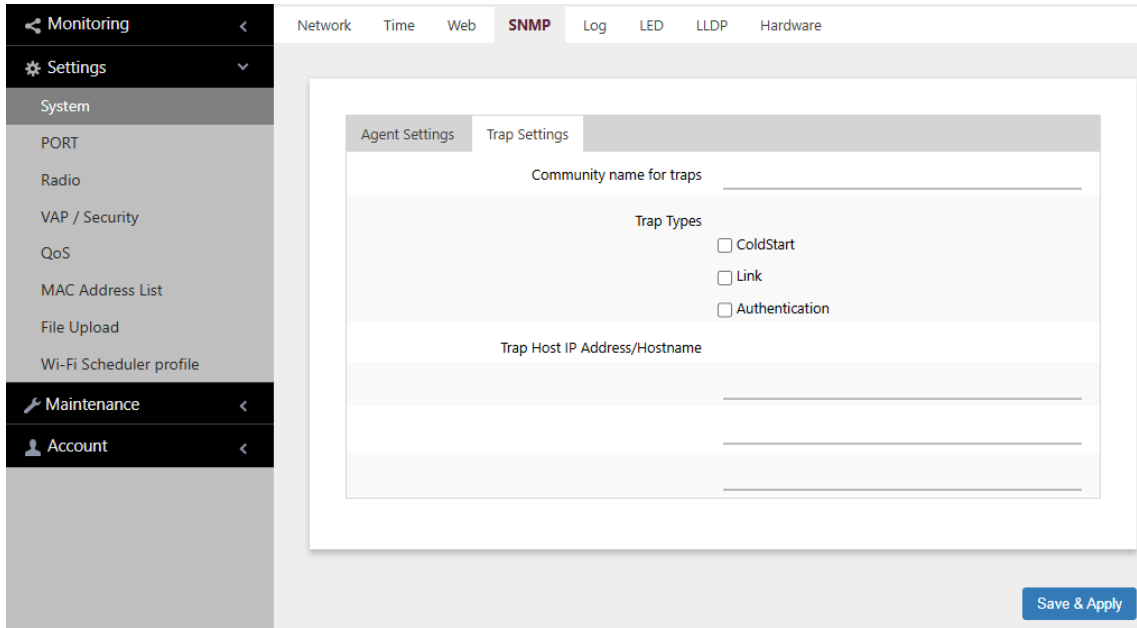 Monitoring
Settings
System
PORT
Radio
VAP / Security
QoS
MAC Address List
File Upload
Wi-Fi Scheduler profile
Maintenance
Account
Network Time Web SNMP Log LED LLDP Hardware
Agent Settings Trap Settings
Community name for traps
Trap Types
ColdStart
Link
Authentication
Trap Host IP Address/Hostname
Save & Apply